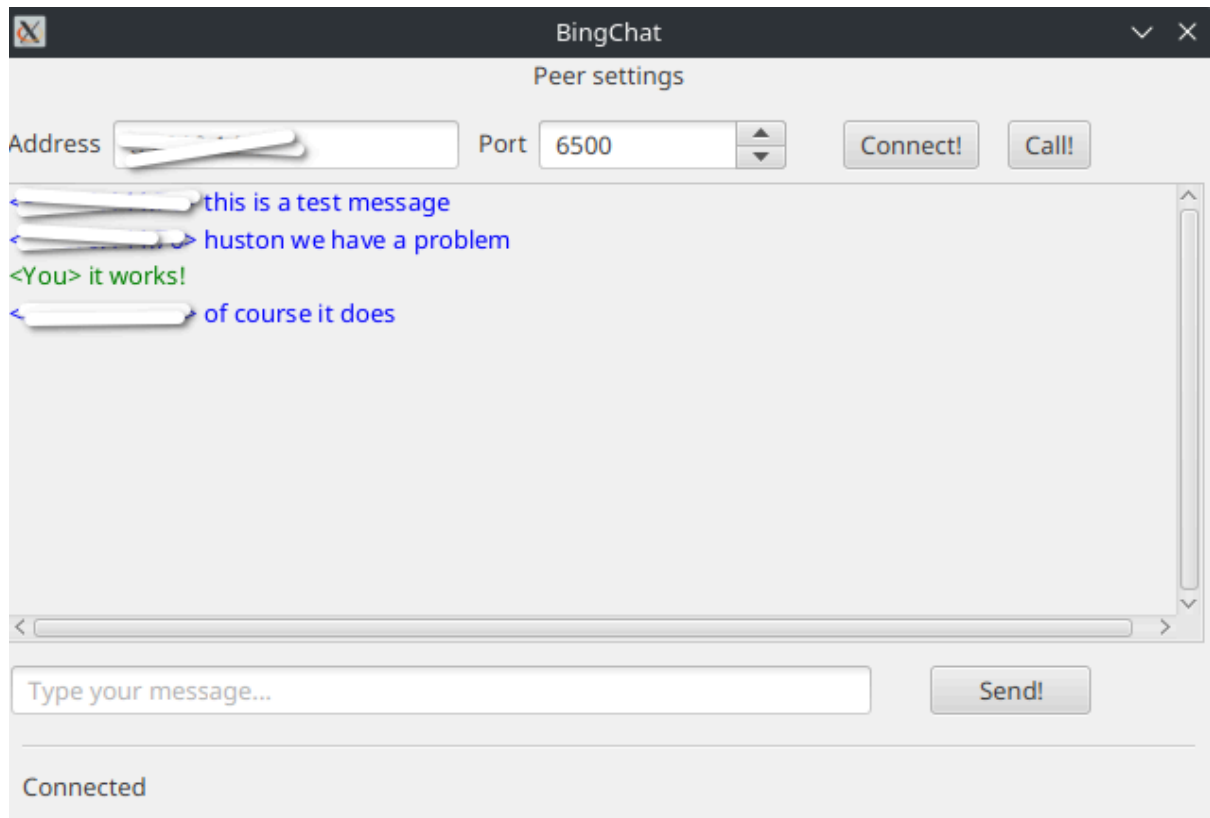 BingChat
Peer settings
Address Port 6500 Connect! Call!
< this is a test message
< > huston we have a problem
<You> it works!
< > of course it does
Type your message... Send!
Connected